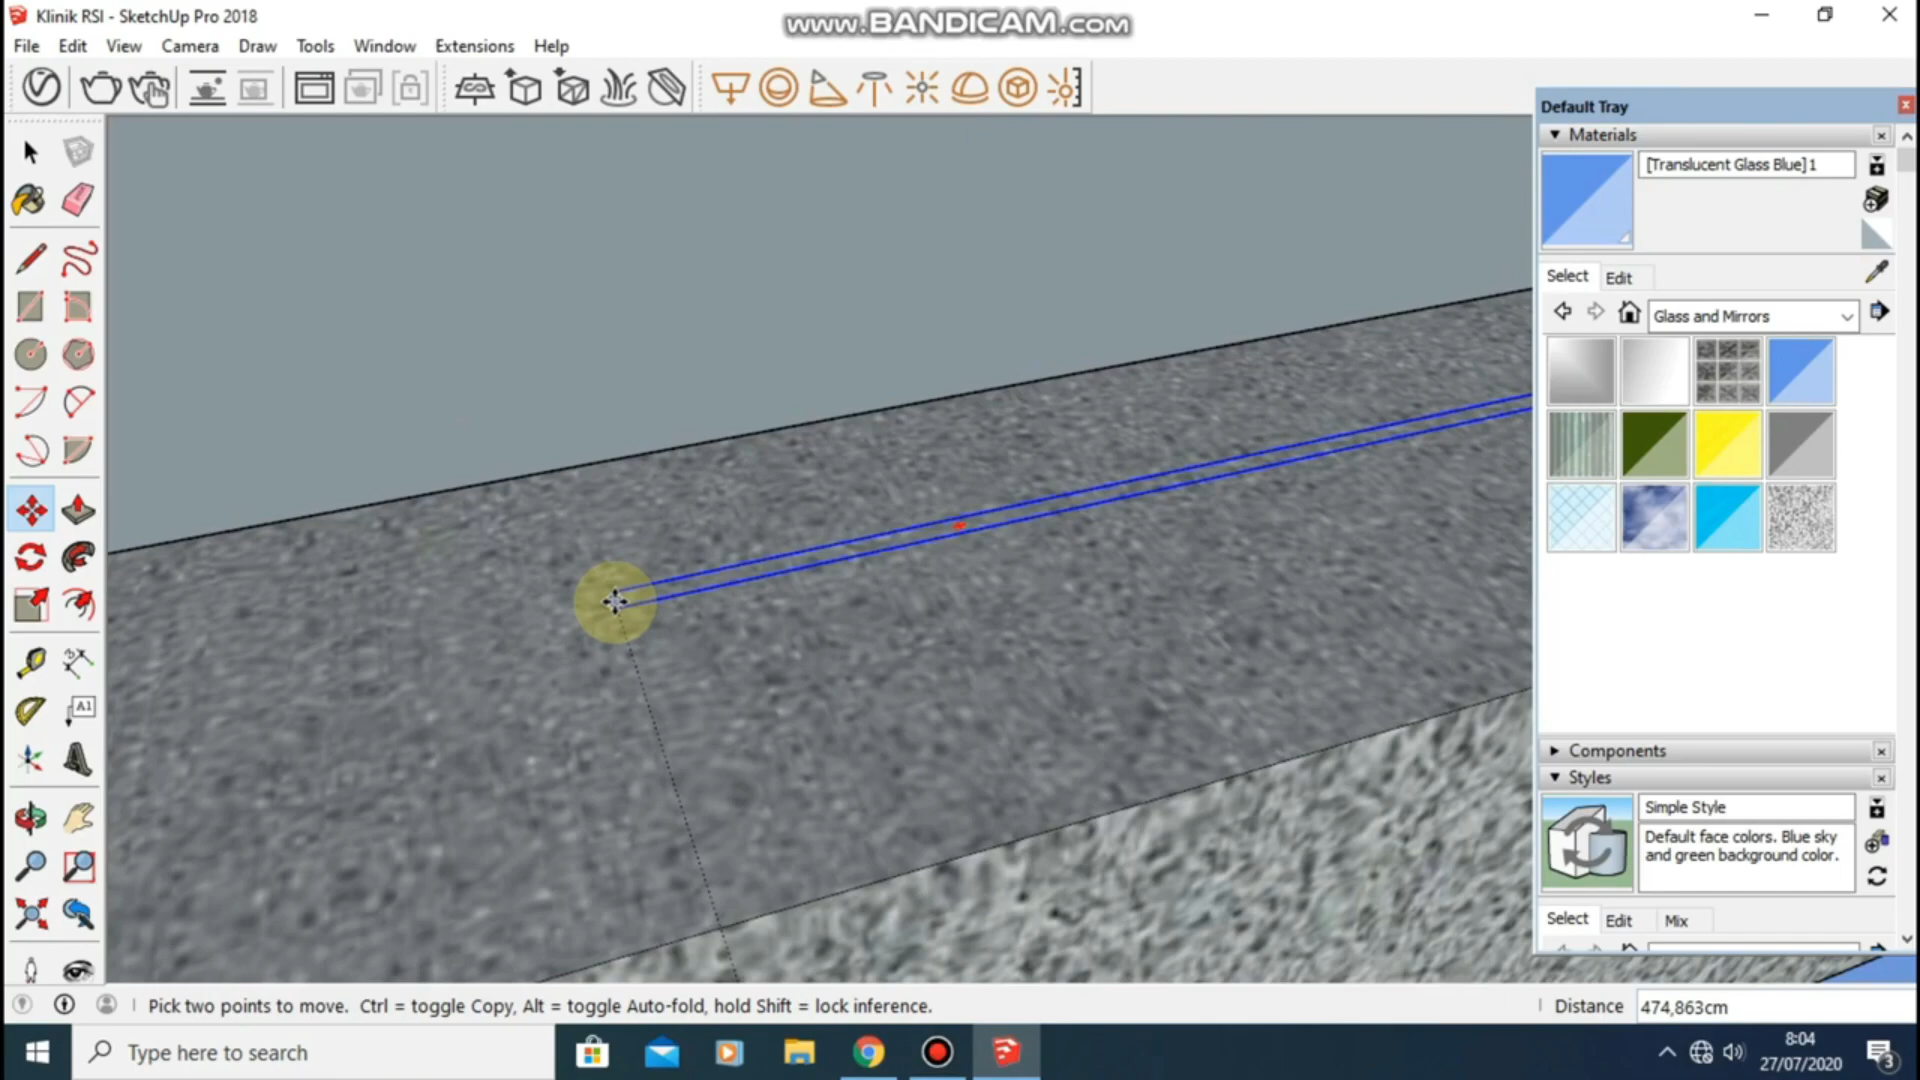 Klinik RSI - SketchUp Pro 2018
www.BANDICAM.com
File Edit View Camera Draw Tools Window Extensions Help
Default Tray
Materials
[Translucent Glass Blue]1
Select Edit
Glass and Mirrors
A1
Components
Styles
Simple Style
Default face colors. Blue sky
and green background color.
Select Edit Mix
Pick two points to move. Ctrl = toggle Copy, Alt = toggle Auto-fold, hold Shift = lock inference.
Distance 474,863cm
Type here to search
8:04
27/07/2020
3